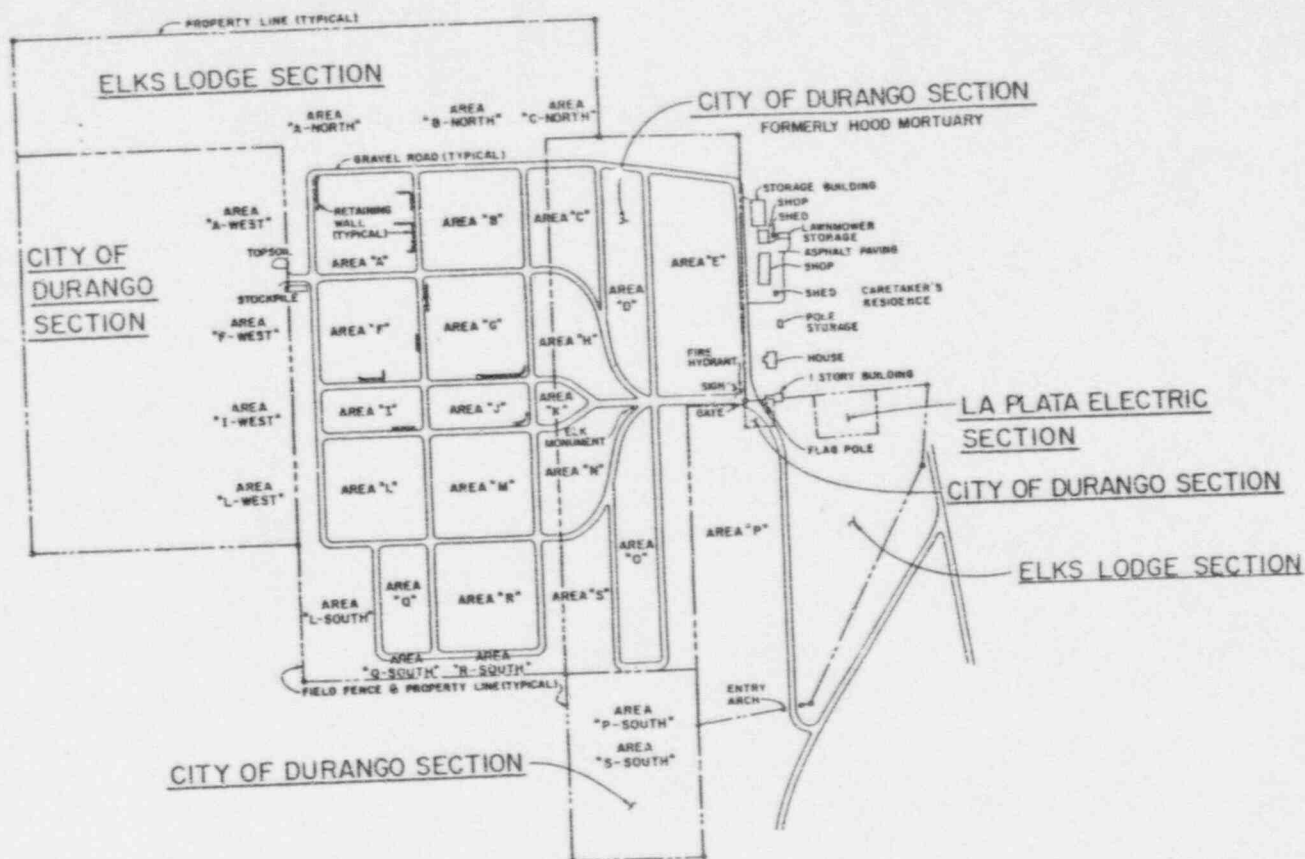 PROPERTY LINE (TYPICAL)
ELKS LODGE SECTION
AREA
"A-NORTH"
AREA
"B-NORTH"
AREA
"C-NORTH"
CITY OF DURANGO SECTION
FORMERLY HOOD MORTUARY
GRAVEL ROAD (TYPICAL)
STORAGE BUILDING
SHOP
SHED
LAWNMOWER
STORAGE
ASPHALT PAVING
SHOP
SHED
CARETAKER'S
RESIDENCE
POLE
STORAGE
HOUSE
1 STORY BUILDING
AREA
"A-WEST"
RETAINING
WALL
(TYPICAL)
AREA "A"
AREA "B"
AREA "C"
AREA
"D"
AREA "E"
CITY OF
DURANGO
SECTION
TOPSOIL
STOCKPILE
AREA
"F-WEST"
AREA "F"
AREA "G"
AREA
"H"
FIRE
HYDRANT
SIGN
GATE
AREA
"I-WEST"
AREA "I"
AREA "J"
AREA
"K"
ELK
MONUMENT
FLAG POLE
LA PLATA ELECTRIC
SECTION
CITY OF DURANGO SECTION
AREA
"L-WEST"
AREA "L"
AREA "M"
AREA "N"
AREA
"O"
AREA "P"
ELKS LODGE SECTION
AREA
"L-SOUTH"
AREA
"Q"
AREA "R"
AREA "S"
AREA
"Q-SOUTH"
AREA
"R-SOUTH"
FIELD FENCE & PROPERTY LINE (TYPICAL)
ENTRY
ARCH
AREA
"P-SOUTH"
AREA
"S-SOUTH"
CITY OF DURANGO SECTION